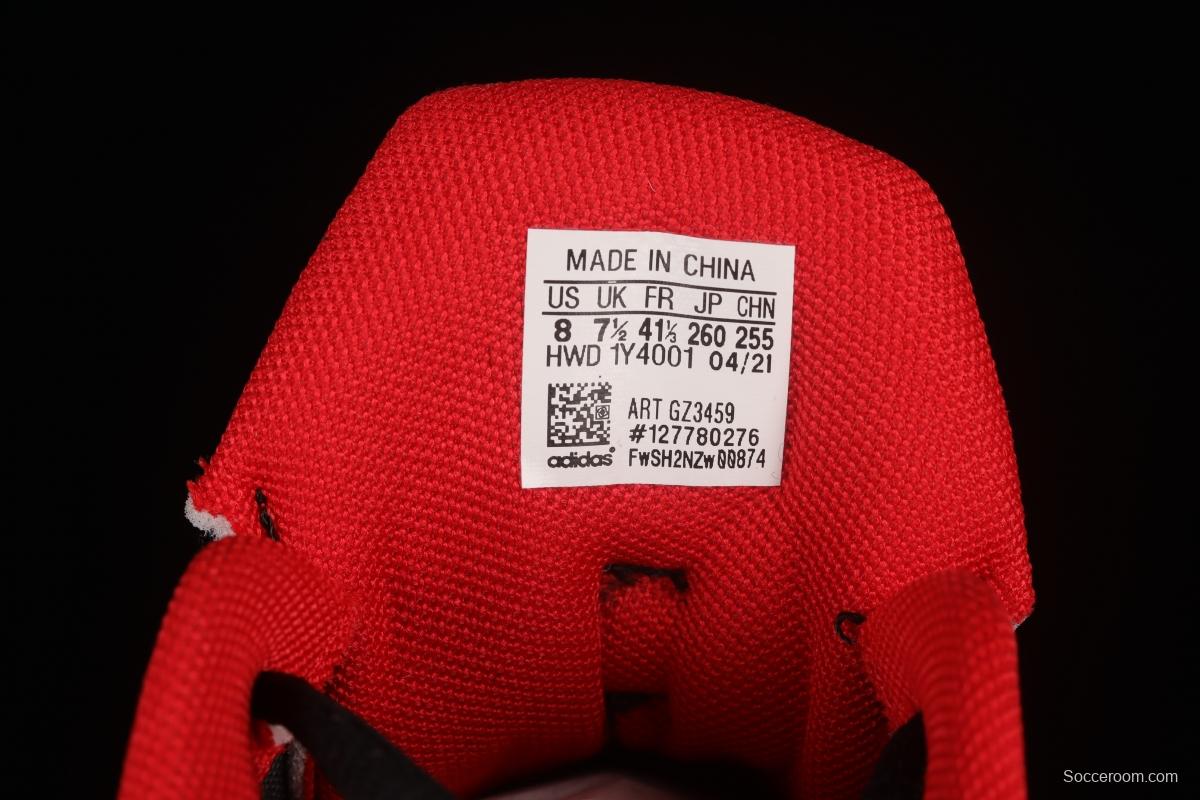 MADE IN CHINA
US UK FR JP CHN
8 7½ 41⅓ 260 255
HWD 1Y4001 04/21
ART GZ3459
#127780276
adidas® FwSH2NZw00874
Socceroom.com